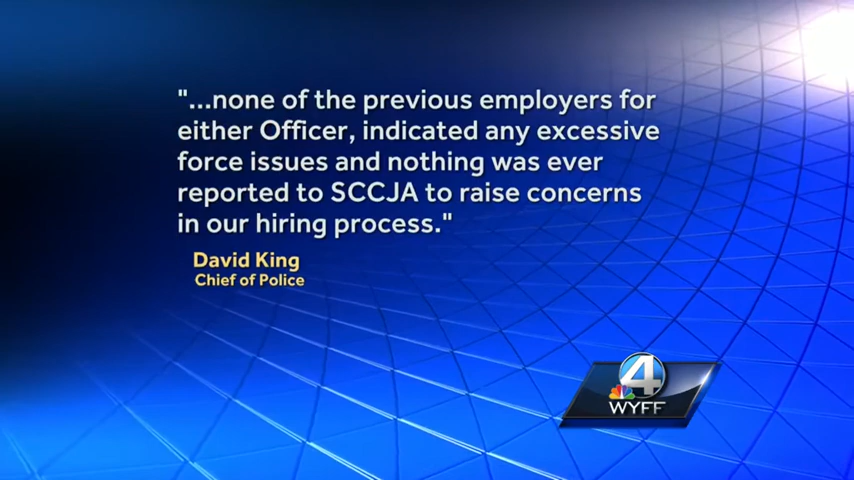 "...none of the previous employers for
either Officer, indicated any excessive
force issues and nothing was ever
reported to SCCJA to raise concerns
in our hiring process."
David King
Chief of Police
4
WYFF